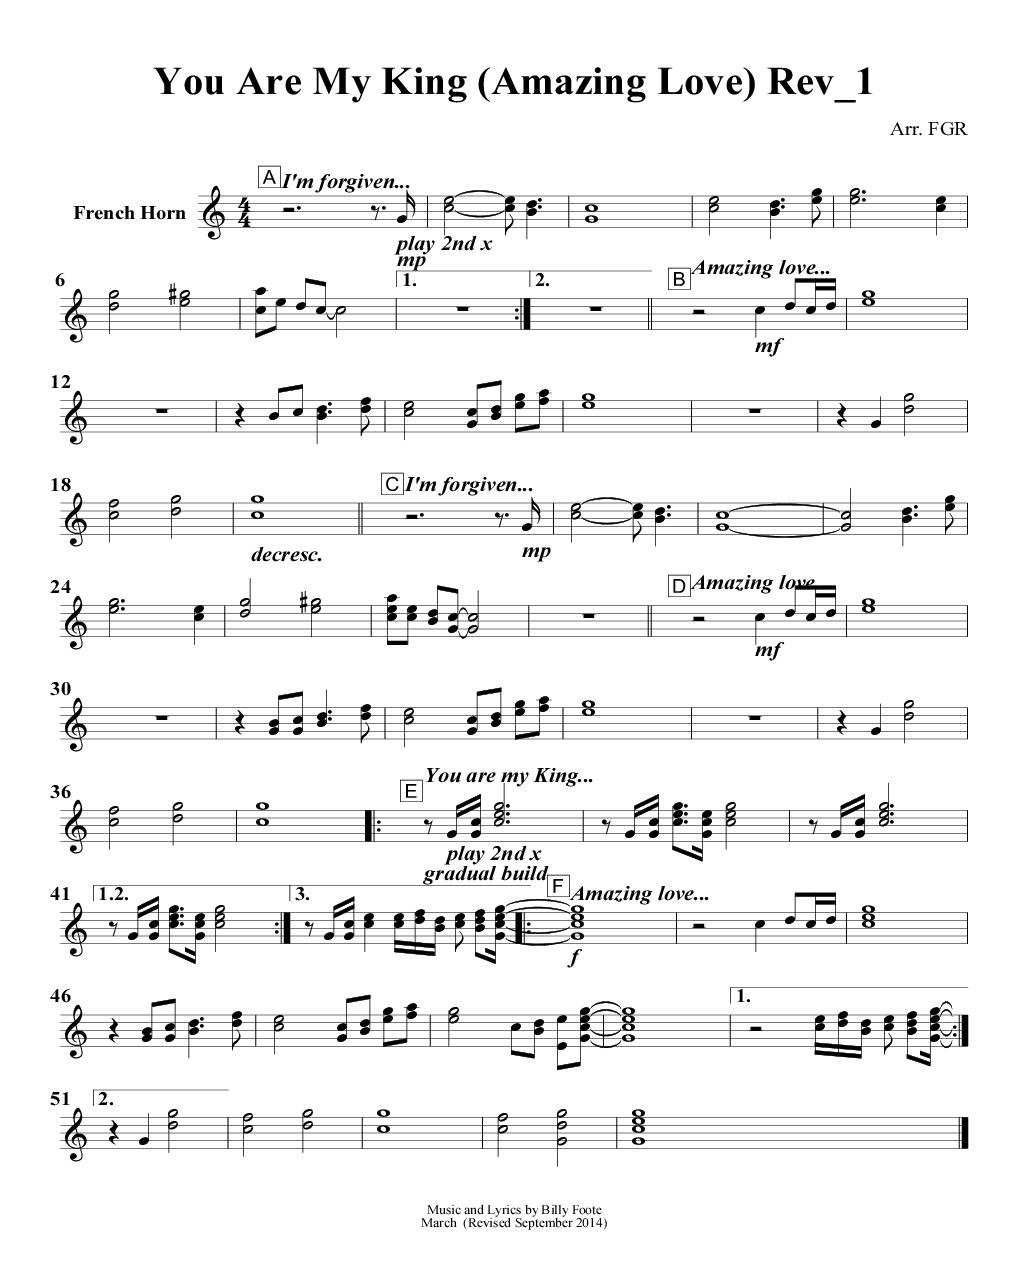 You Are My King (Amazing Love) Rev_1
Arr. FGR
A I'm forgiven...
French Horn
4
4
play 2nd x
mp
6
1.
2.
B Amazing love...
mf
12
18
C I'm forgiven...
decresc.
mp
24
D Amazing love
mf
30
36
E You are my King...
play 2nd x
gradual build
41
1.2.
3.
F Amazing love...
f
46
1.
51
2.
Music and Lyrics by Billy Foote
March (Revised September 2014)